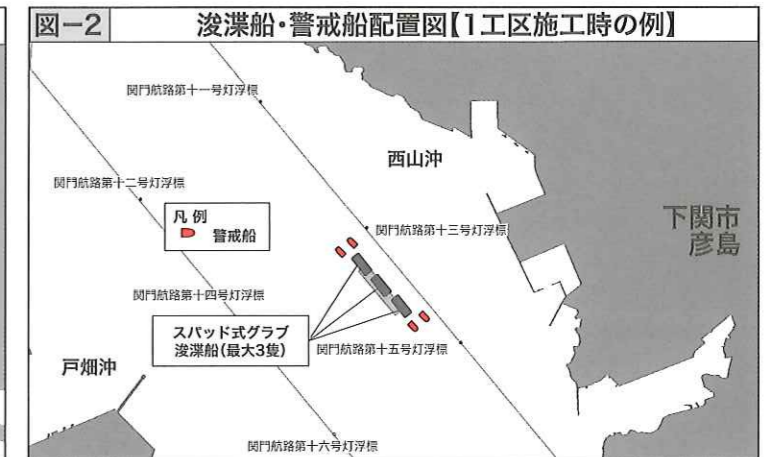 図ー2
浚渫船・警戒船配置図【1工区施工時の例】
関門航路第十一号灯浮標
西山沖
関門航路第十二号灯浮標
凡 例
警戒船
下関市
彦島
関門航路第十三号灯浮標
関門航路第十四号灯浮標
スパッド式グラブ
浚渫船(最大3隻)
関門航路第十五号灯浮標
戸畑沖
関門航路第十六号灯浮標